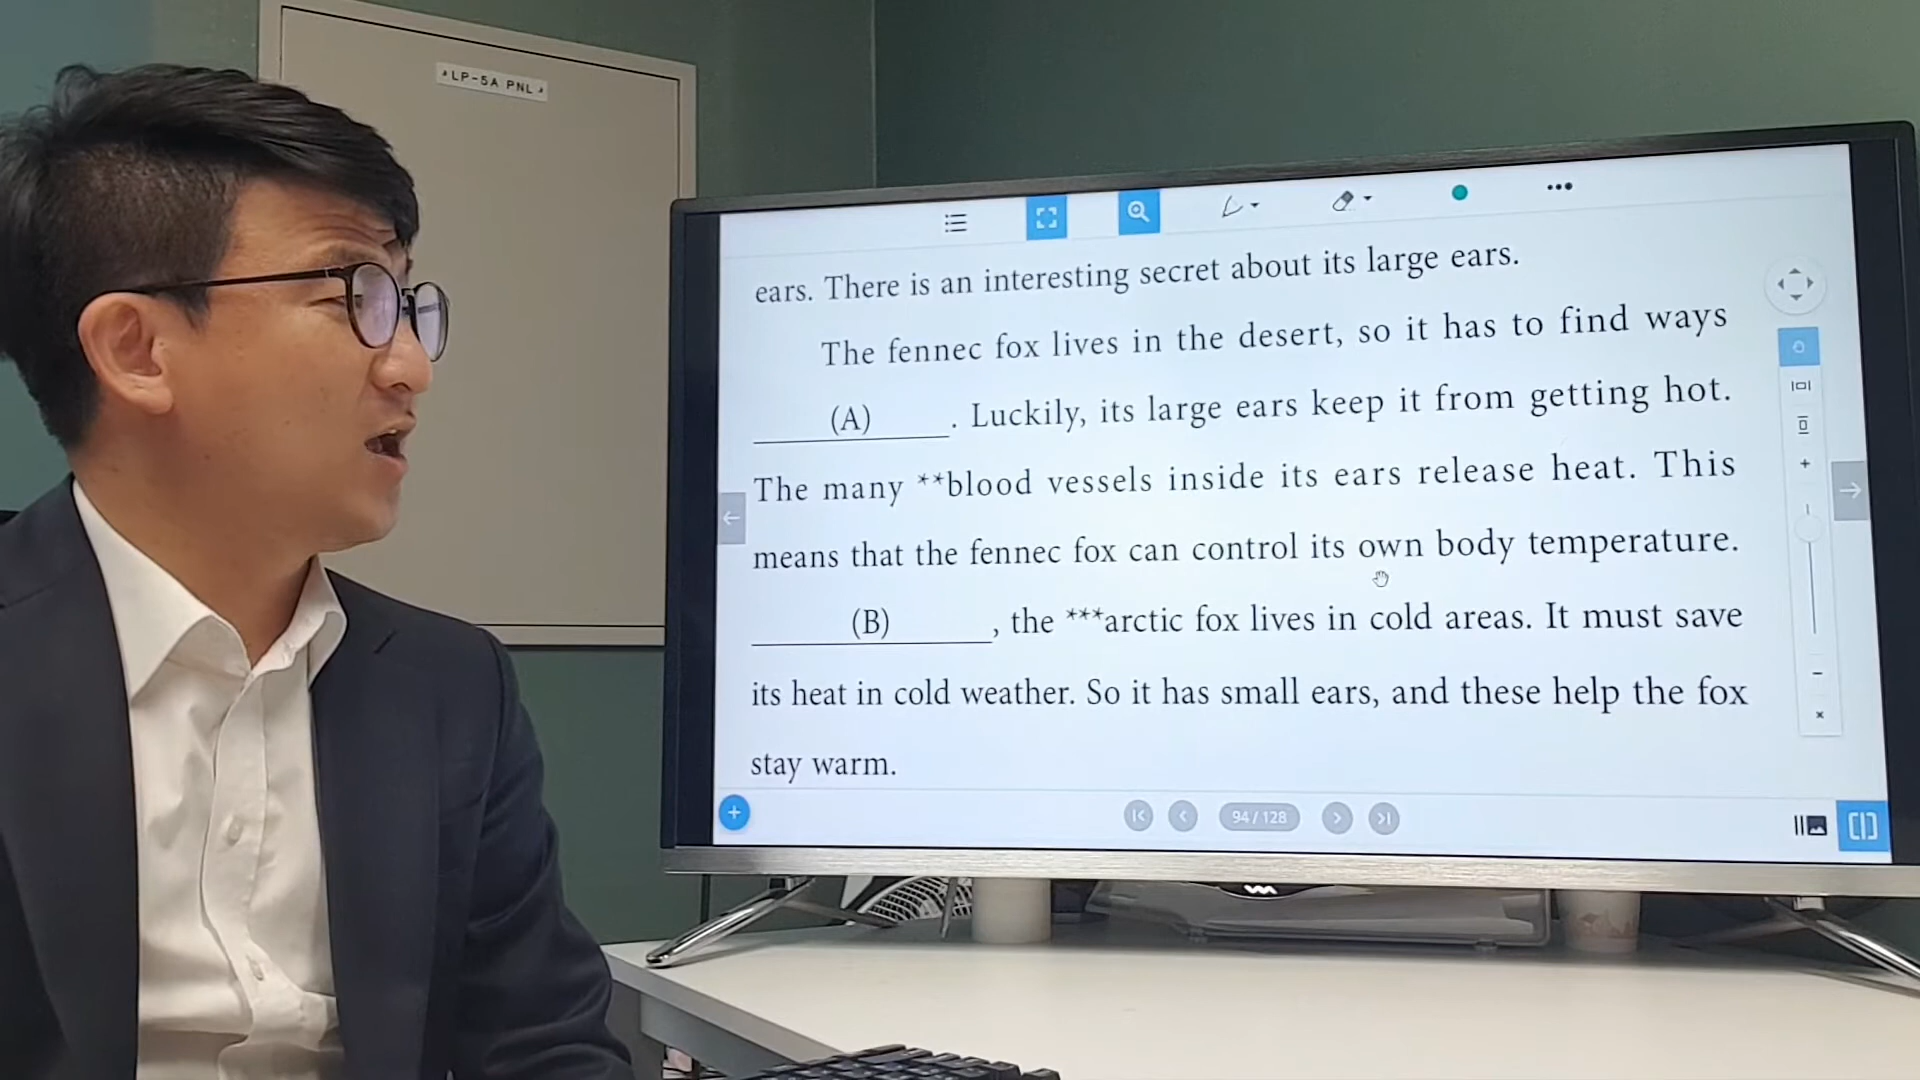 LP-5A PNL
ears. There is an interesting secret about its large ears.
The fennec fox lives in the desert, so it has to find ways
(A) . Luckily, its large ears keep it from getting hot.
The many **blood vessels inside its ears release heat. This
means that the fennec fox can control its own body temperature.
(B) , the ***arctic fox lives in cold areas. It must save
its heat in cold weather. So it has small ears, and these help the fox
stay warm.
94 / 128